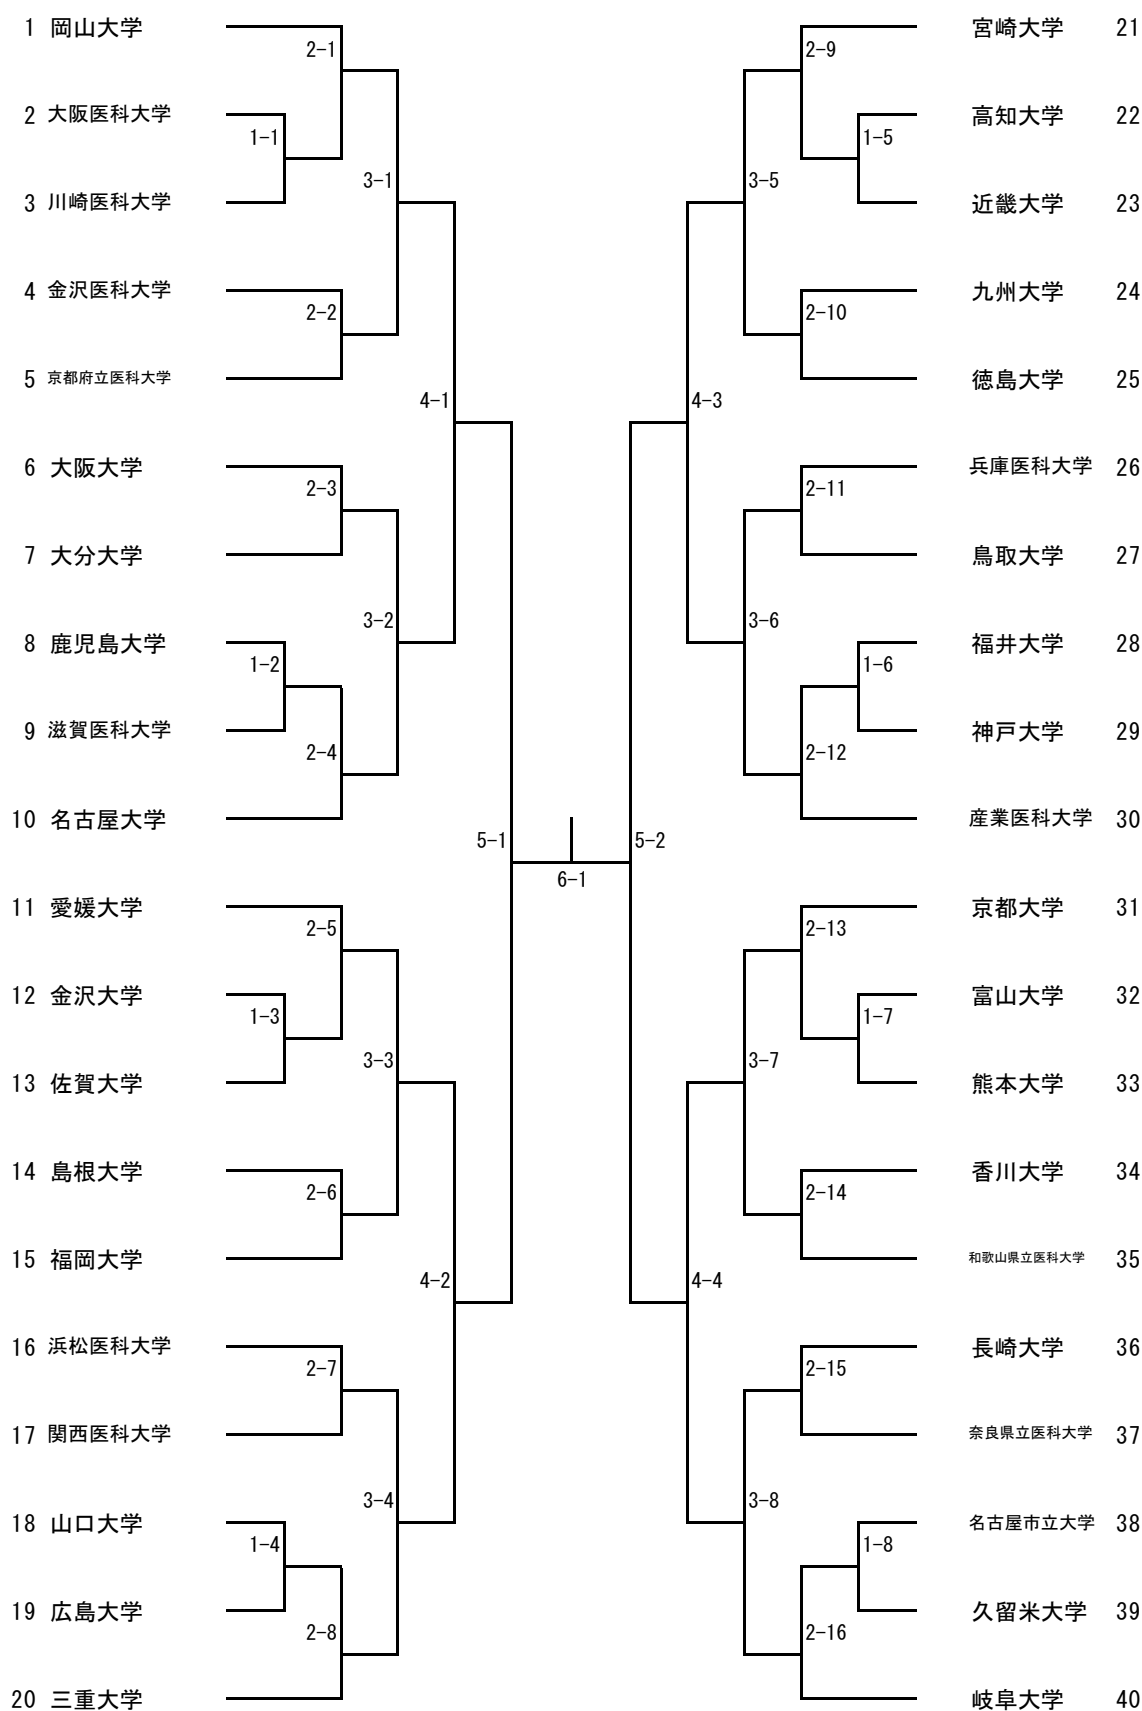 1 岡山大学
2-1
2 大阪医科大学
1-1
3 川崎医科大学
3-1
4 金沢医科大学
2-2
5 京都府立医科大学
4-1
6 大阪大学
2-3
7 大分大学
3-2
8 鹿児島大学
1-2
9 滋賀医科大学
2-4
10 名古屋大学
5-1
11 愛媛大学
2-5
12 金沢大学
1-3
13 佐賀大学
3-3
14 島根大学
2-6
15 福岡大学
4-2
16 浜松医科大学
2-7
17 関西医科大学
3-4
18 山口大学
1-4
19 広島大学
2-8
20 三重大学
6-1
宮崎大学 21
2-9
高知大学 22
1-5
近畿大学 23
3-5
九州大学 24
2-10
徳島大学 25
4-3
兵庫医科大学 26
2-11
鳥取大学 27
3-6
福井大学 28
1-6
神戸大学 29
2-12
産業医科大学 30
5-2
京都大学 31
2-13
富山大学 32
1-7
熊本大学 33
3-7
香川大学 34
2-14
和歌山県立医科大学 35
4-4
長崎大学 36
2-15
奈良県立医科大学 37
3-8
名古屋市立大学 38
1-8
久留米大学 39
2-16
岐阜大学 40